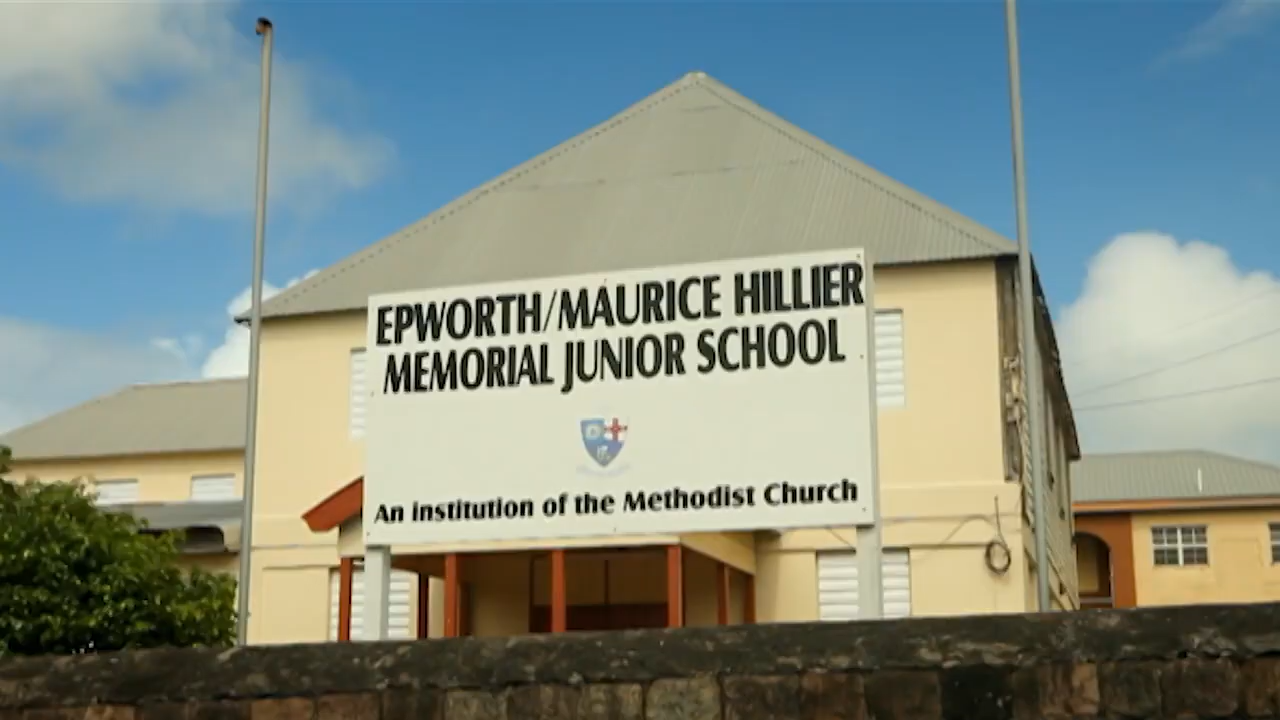 EPWORTH/MAURICE HILLIER
MEMORIAL JUNIOR SCHOOL
An institution of the Methodist Church